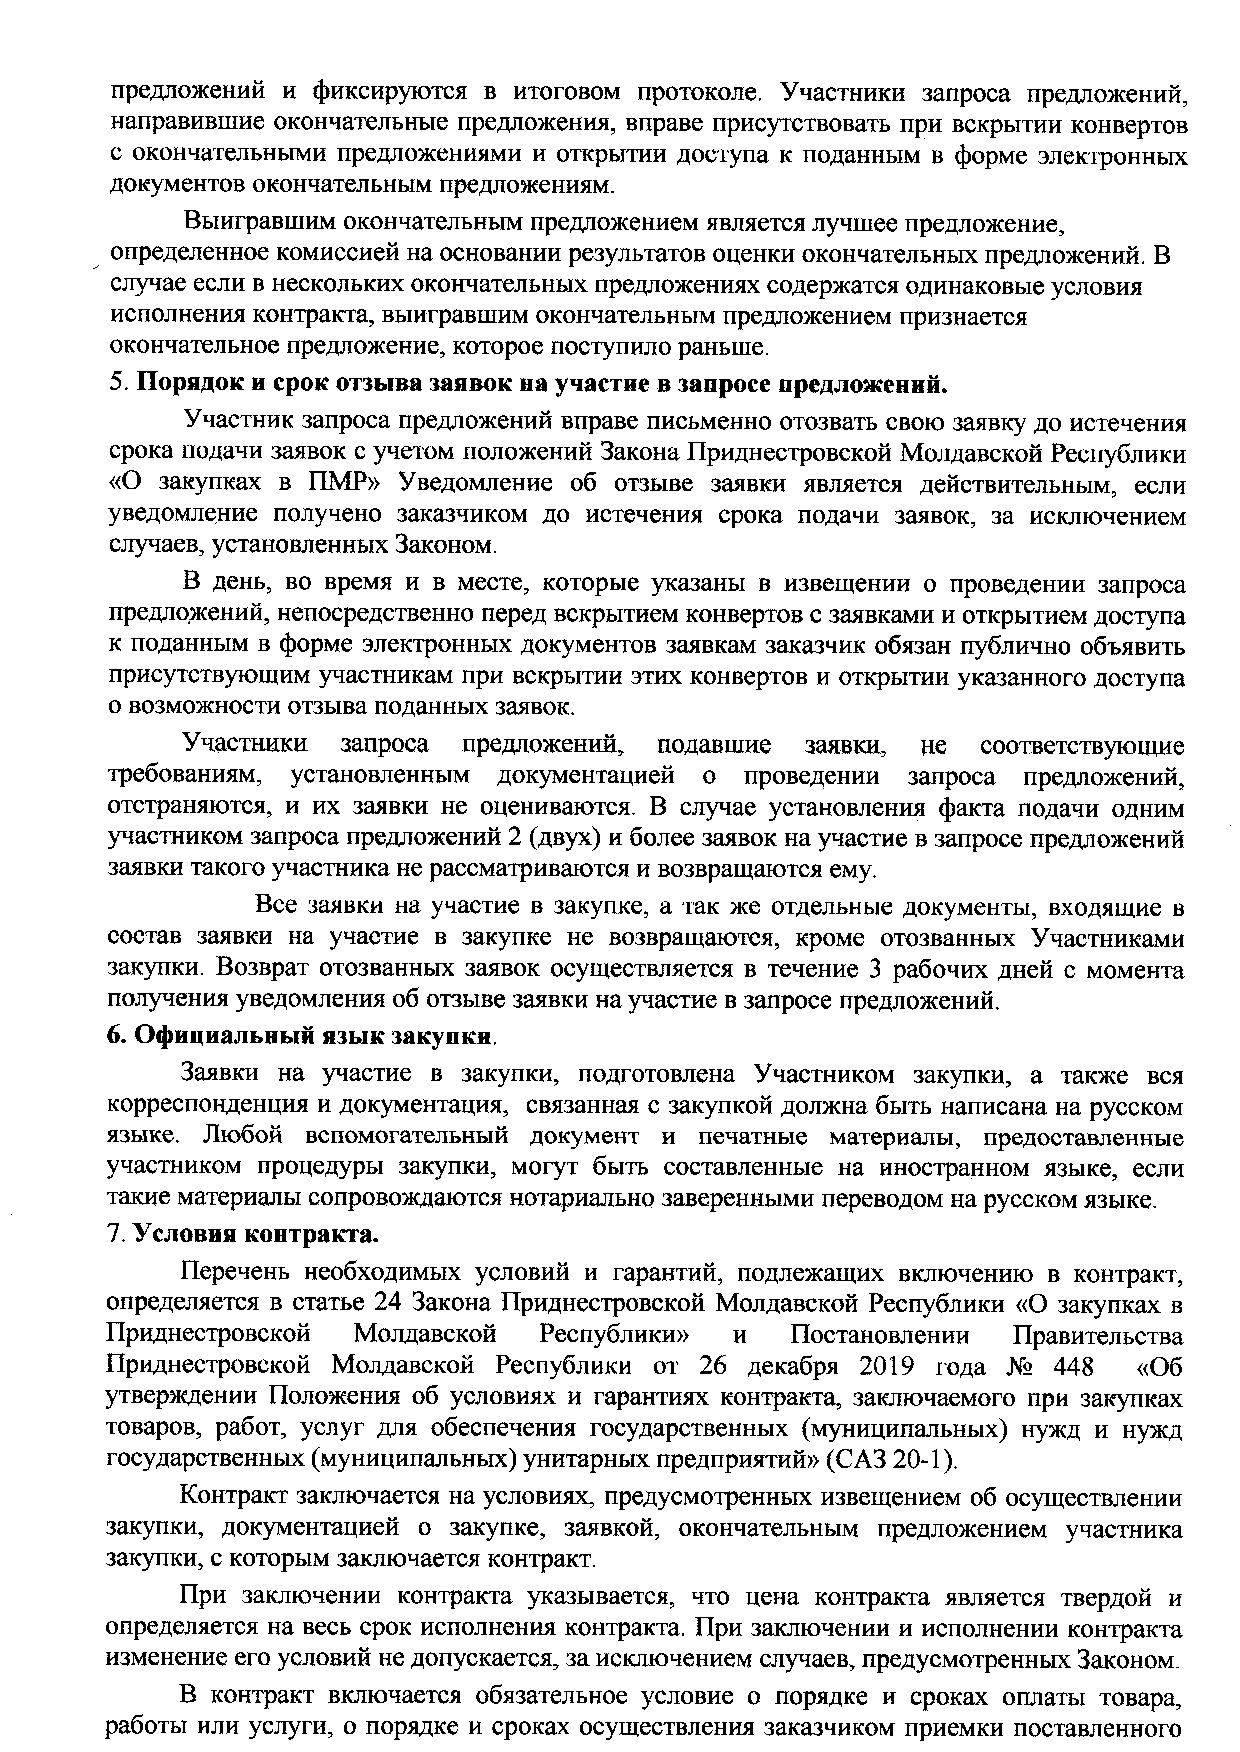 предложений и фиксируются в итоговом протоколе. Участники запроса предложений,
направившие окончательные предложения, вправе присутствовать при вскрытии конвертов
с окончательными предложениями и открытии доступа к поданным в форме электронных
документов окончательным предложениям.
Выигравшим окончательным предложением является лучшее предложение,
определенное комиссией на основании результатов оценки окончательных предложений. В
случае если в нескольких окончательных предложениях содержатся одинаковые условия
исполнения контракта, выигравшим окончательным предложением признается
окончательное предложение, которое поступило раньше.
5. Порядок и срок отзыва заявок на участие в запросе предложений.
Участник запроса предложений вправе письменно отозвать свою заявку до истечения
срока подачи заявок с учетом положений Закона Приднестровской Молдавской Республики
«О закупках в ПМР» Уведомление об отзыве заявки является действительным, если
уведомление получено заказчиком до истечения срока подачи заявок, за исключением
случаев, установленных Законом.
В день, во время и в месте, которые указаны в извещении о проведении запроса
предложений, непосредственно перед вскрытием конвертов с заявками и открытием доступа
к поданным в форме электронных документов заявкам заказчик обязан публично объявить
присутствующим участникам при вскрытии этих конвертов и открытии указанного доступа
о возможности отзыва поданных заявок.
Участники запроса предложений, подавшие заявки, не соответствующие
требованиям, установленным документацией о проведении запроса предложений,
отстраняются, и их заявки не оцениваются. В случае установления факта подачи одним
участником запроса предложений 2 (двух) и более заявок на участие в запросе предложений
заявки такого участника не рассматриваются и возвращаются ему.
Все заявки на участие в закупке, а так же отдельные документы, входящие в
состав заявки на участие в закупке не возвращаются, кроме отозванных Участниками
закупки. Возврат отозванных заявок осуществляется в течение 3 рабочих дней с момента
получения уведомления об отзыве заявки на участие в запросе предложений.
6. Официальный язык закупки.
Заявки на участие в закупки, подготовлена Участником закупки, а также вся
корреспонденция и документация, связанная с закупкой должна быть написана на русском
языке. Любой вспомогательный документ и печатные материалы, предоставленные
участником процедуры закупки, могут быть составленные на иностранном языке, если
такие материалы сопровождаются нотариально заверенными переводом на русском языке.
7. Условия контракта.
Перечень необходимых условий и гарантий, подлежащих включению в контракт,
определяется в статье 24 Закона Приднестровской Молдавской Республики «О закупках в
Приднестровской Молдавской Республики» и Постановлении Правительства
Приднестровской Молдавской Республики от 26 декабря 2019 года № 448 «Об
утверждении Положения об условиях и гарантиях контракта, заключаемого при закупках
товаров, работ, услуг для обеспечения государственных (муниципальных) нужд и нужд
государственных (муниципальных) унитарных предприятий» (САЗ 20-1).
Контракт заключается на условиях, предусмотренных извещением об осуществлении
закупки, документацией о закупке, заявкой, окончательным предложением участника
закупки, с которым заключается контракт.
При заключении контракта указывается, что цена контракта является твердой и
определяется на весь срок исполнения контракта. При заключении и исполнении контракта
изменение его условий не допускается, за исключением случаев, предусмотренных Законом.
В контракт включается обязательное условие о порядке и сроках оплаты товара,
работы или услуги, о порядке и сроках осуществления заказчиком приемки поставленного